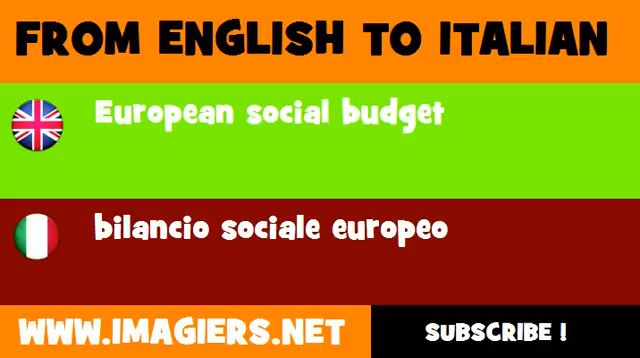 FROM ENGLISH TO ITALIAN
European social budget
bilancio sociale europeo
WWW.IMAGIERS.NET
SUBSCRIBE !